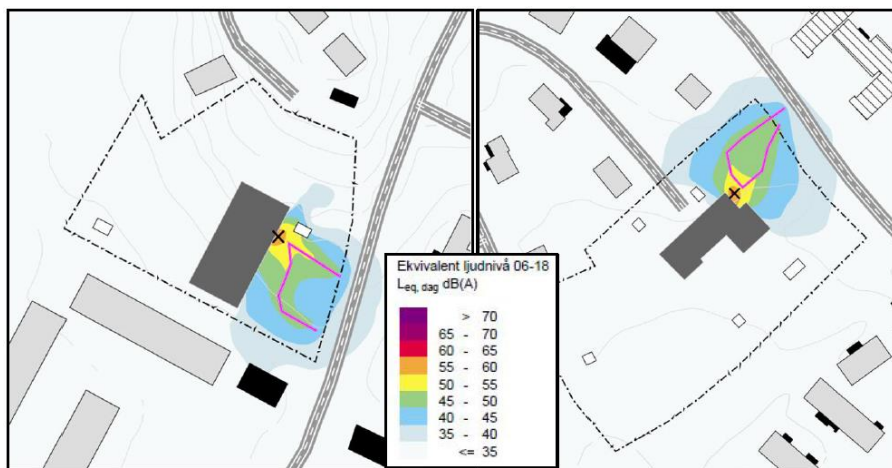 Ekvivalent ljudnivå 06-18
Leq, dag dB(A)
> 70
65 - 70
60 - 65
55 - 60
50 - 55
45 - 50
40 - 45
35 - 40
<= 35